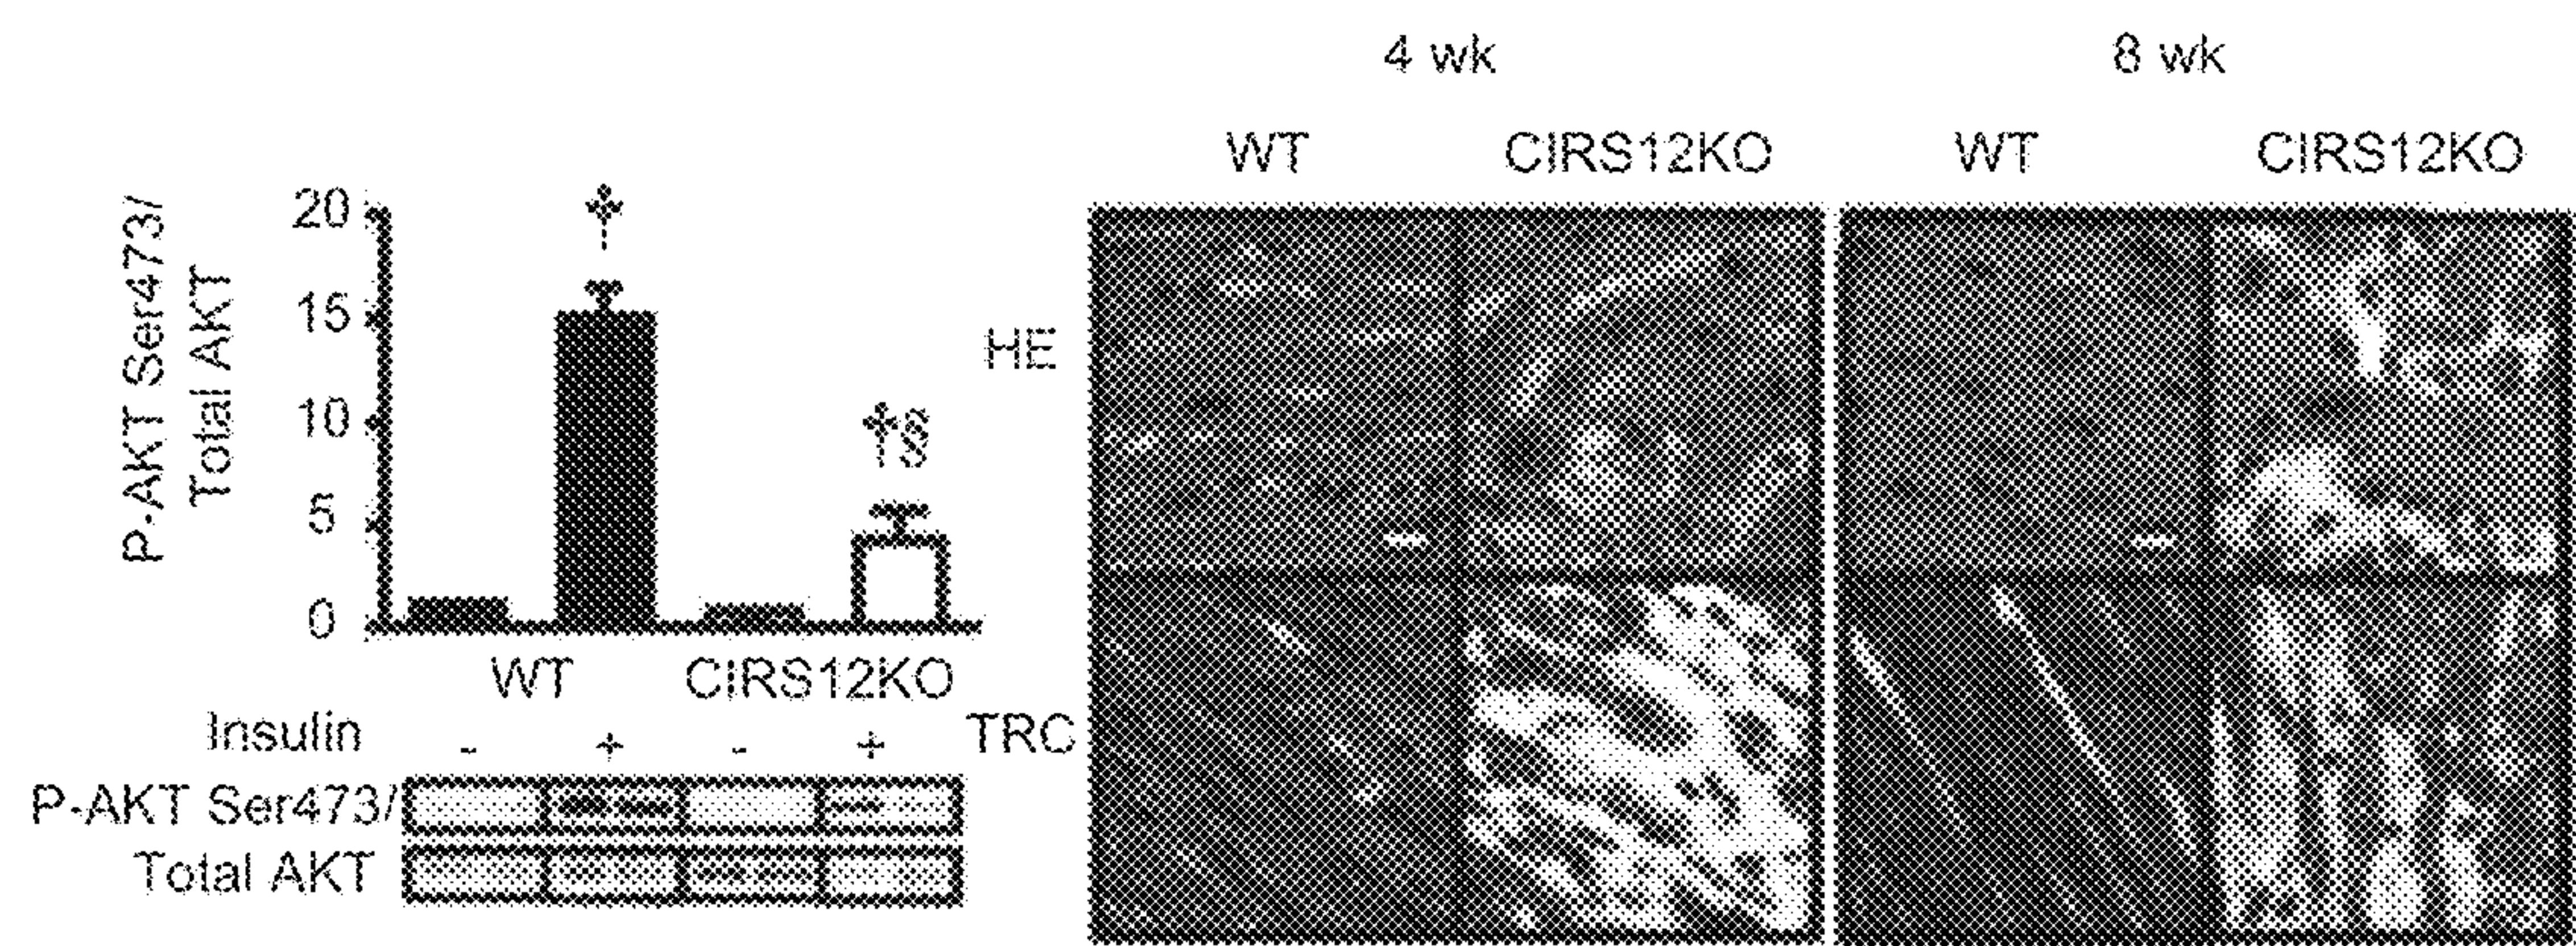 P-AKT Ser473/
Total AKT
20
15
10
5
0
†
†§
WT CIRS12KO
Insulin - + - +
P-AKT Ser473/
Total AKT
4 wk 8 wk
WT CIRS12KO WT CIRS12KO
HE
TRC